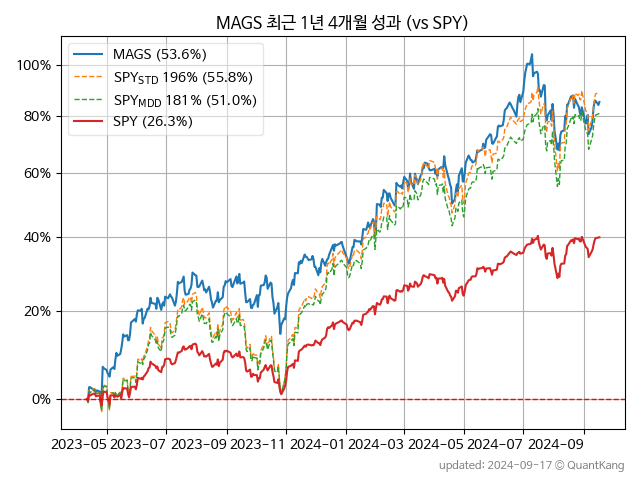 MAGS 최근 1년 4개월 성과 (vs SPY)
MAGS (53.6%)
SPY_STD 196% (55.8%)
SPY_MDD 181% (51.0%)
SPY (26.3%)
100%
80%
60%
40%
20%
0%
2023-05 2023-07 2023-09 2023-11 2024-01 2024-03 2024-05 2024-07 2024-09
updated: 2024-09-17 © QuantKang